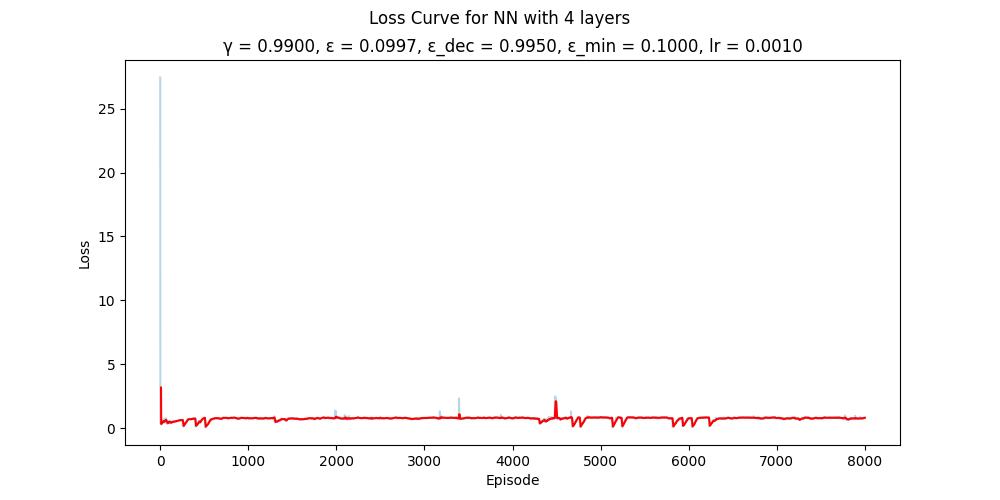 Loss Curve for NN with 4 layers
γ = 0.9900, ε = 0.0997, ε_dec = 0.9950, ε_min = 0.1000, lr = 0.0010
25
20
15
10
5
0
Loss
0 1000 2000 3000 4000 5000 6000 7000 8000
Episode